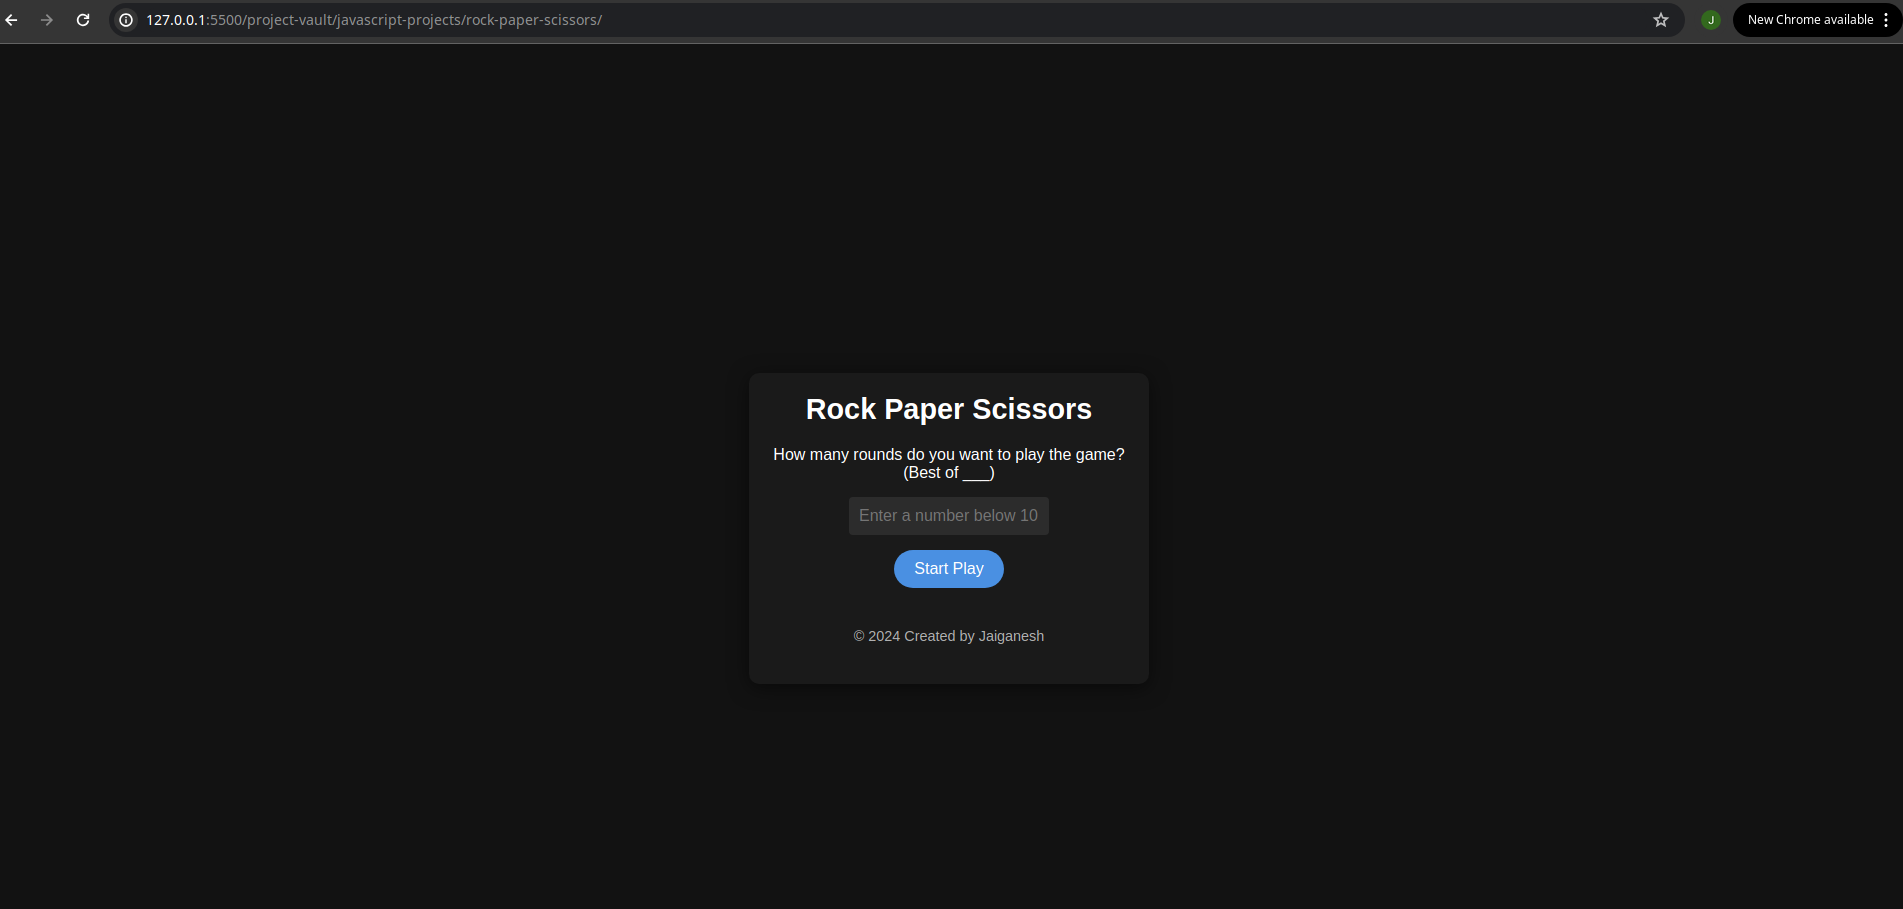 127.0.0.1:5500/project-vault/javascript-projects/rock-paper-scissors/
J
New Chrome available
Rock Paper Scissors
How many rounds do you want to play the game?
(Best of ___)
Enter a number below 10
Start Play
© 2024 Created by Jaiganesh